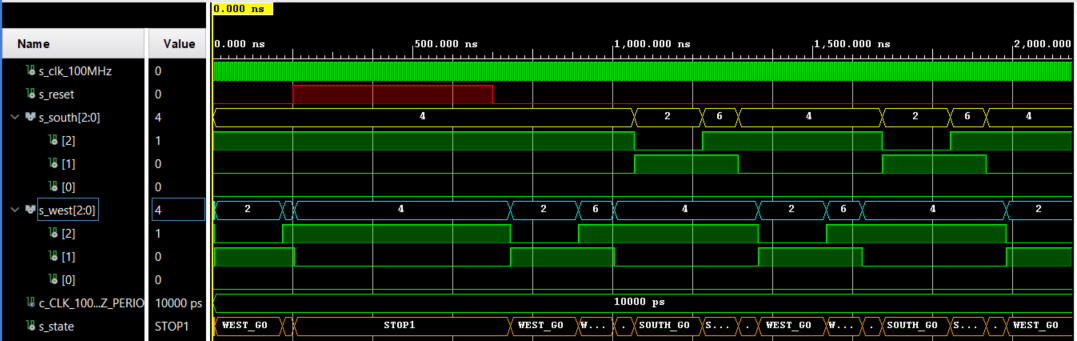 0.000 ns
Name Value
0.000 ns 500.000 ns 1,000.000 ns 1,500.000 ns 2,000.000
s_clk_100MHz 0
s_reset 0
s_south[2:0] 4 4 2 6 4 2 6 4
[2] 1
[1] 0
[0] 0
s_west[2:0] 4 2 4 2 6 4 2 6 4 2
[2] 1
[1] 0
[0] 0
c_CLK_100...Z_PERIO 10000 ps 10000 ps
s_state STOP1 WEST_GO STOP1 WEST_GO W... . SOUTH_GO S... . WEST_GO W... . SOUTH_GO S... . WEST_GO